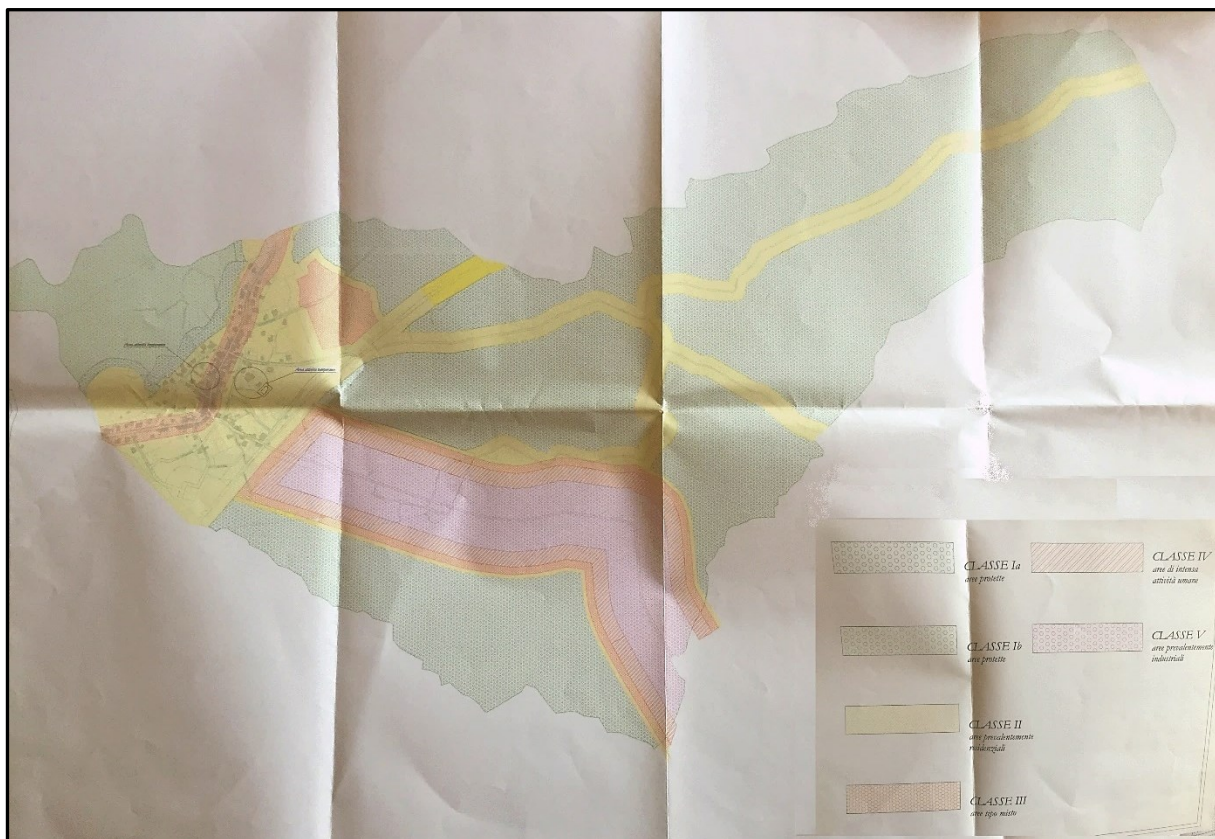 CLASSE Ia
aree protette
CLASSE Ib
aree protette
CLASSE II
aree prevalentemente
residenziali
CLASSE III
aree tipo misto
CLASSE IV
aree di intensa
attività umana
CLASSE V
aree prevalentemente
industriali